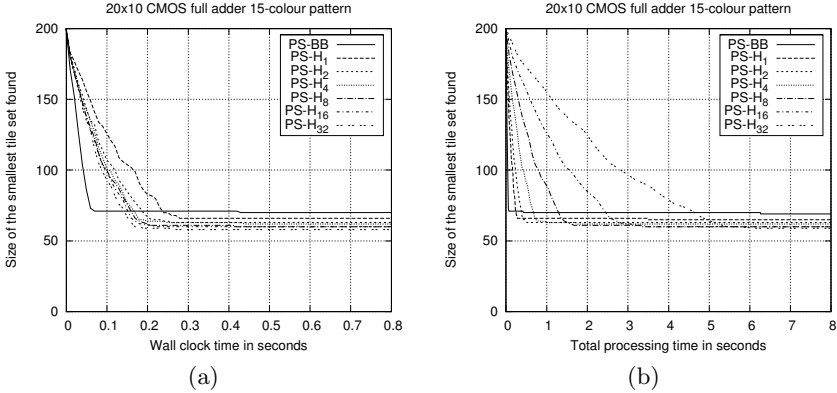 20x10 CMOS full adder 15-colour pattern
200
150
100
50
0
Size of the smallest tile set found
PS-BB
PS-H1
PS-H2
PS-H4
PS-H8
PS-H16
PS-H32
0 0.1 0.2 0.3 0.4 0.5 0.6 0.7 0.8
Wall clock time in seconds
(a)
20x10 CMOS full adder 15-colour pattern
200
150
100
50
0
Size of the smallest tile set found
PS-BB
PS-H1
PS-H2
PS-H4
PS-H8
PS-H16
PS-H32
0 1 2 3 4 5 6 7 8
Total processing time in seconds
(b)